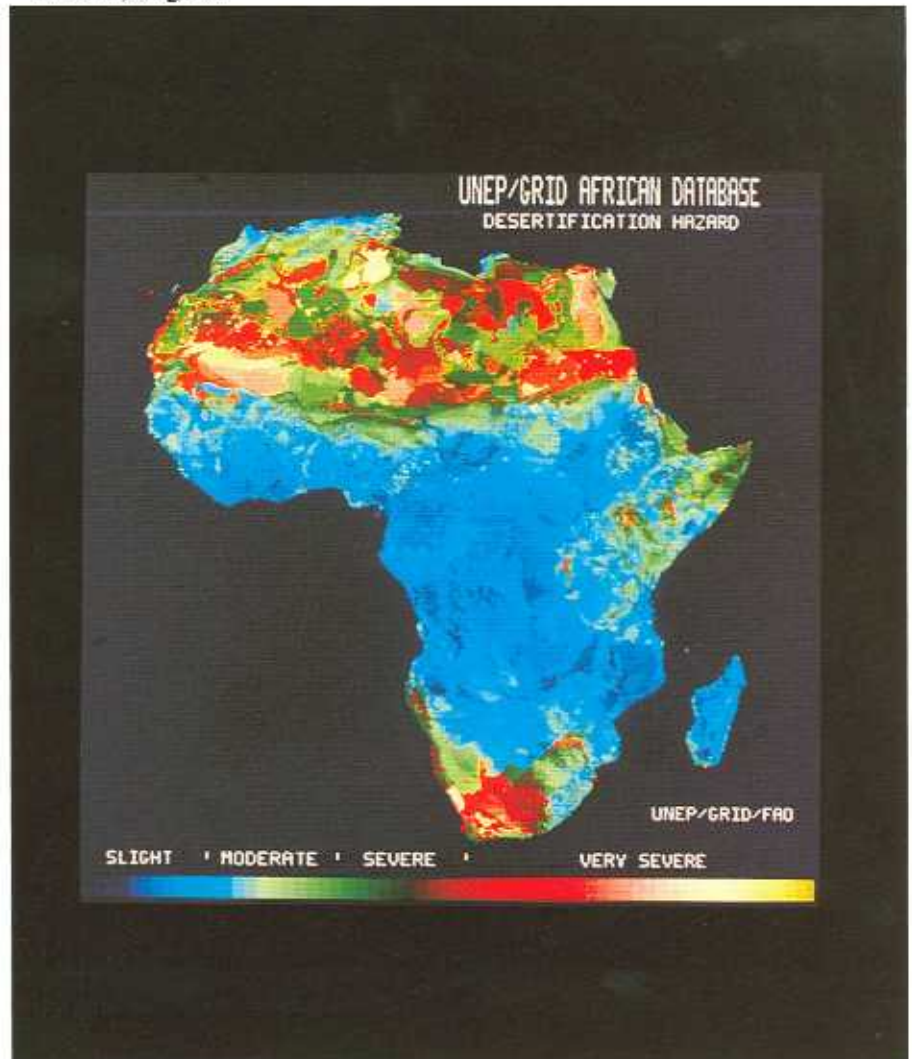 UNEP/GRID AFRICAN DATABASE
DESERTIFICATION HAZARD
UNEP/GRID/FAO
SLIGHT ' MODERATE ' SEVERE ' VERY SEVERE